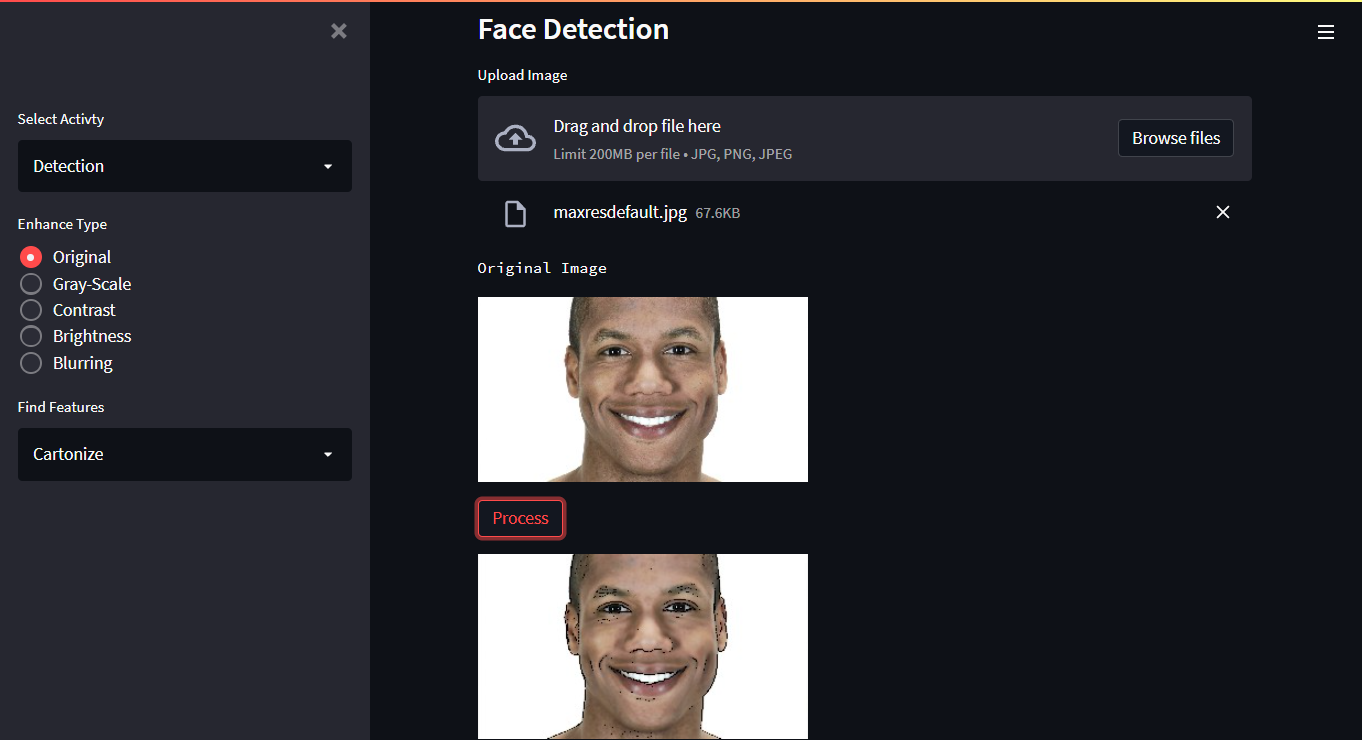 Select Activty
Detection
Enhance Type
Original
Gray-Scale
Contrast
Brightness
Blurring
Find Features
Cartonize
Face Detection
Upload Image
Drag and drop file here
Limit 200MB per file • JPG, PNG, JPEG
Browse files
maxresdefault.jpg 67.6KB
Original Image
Process